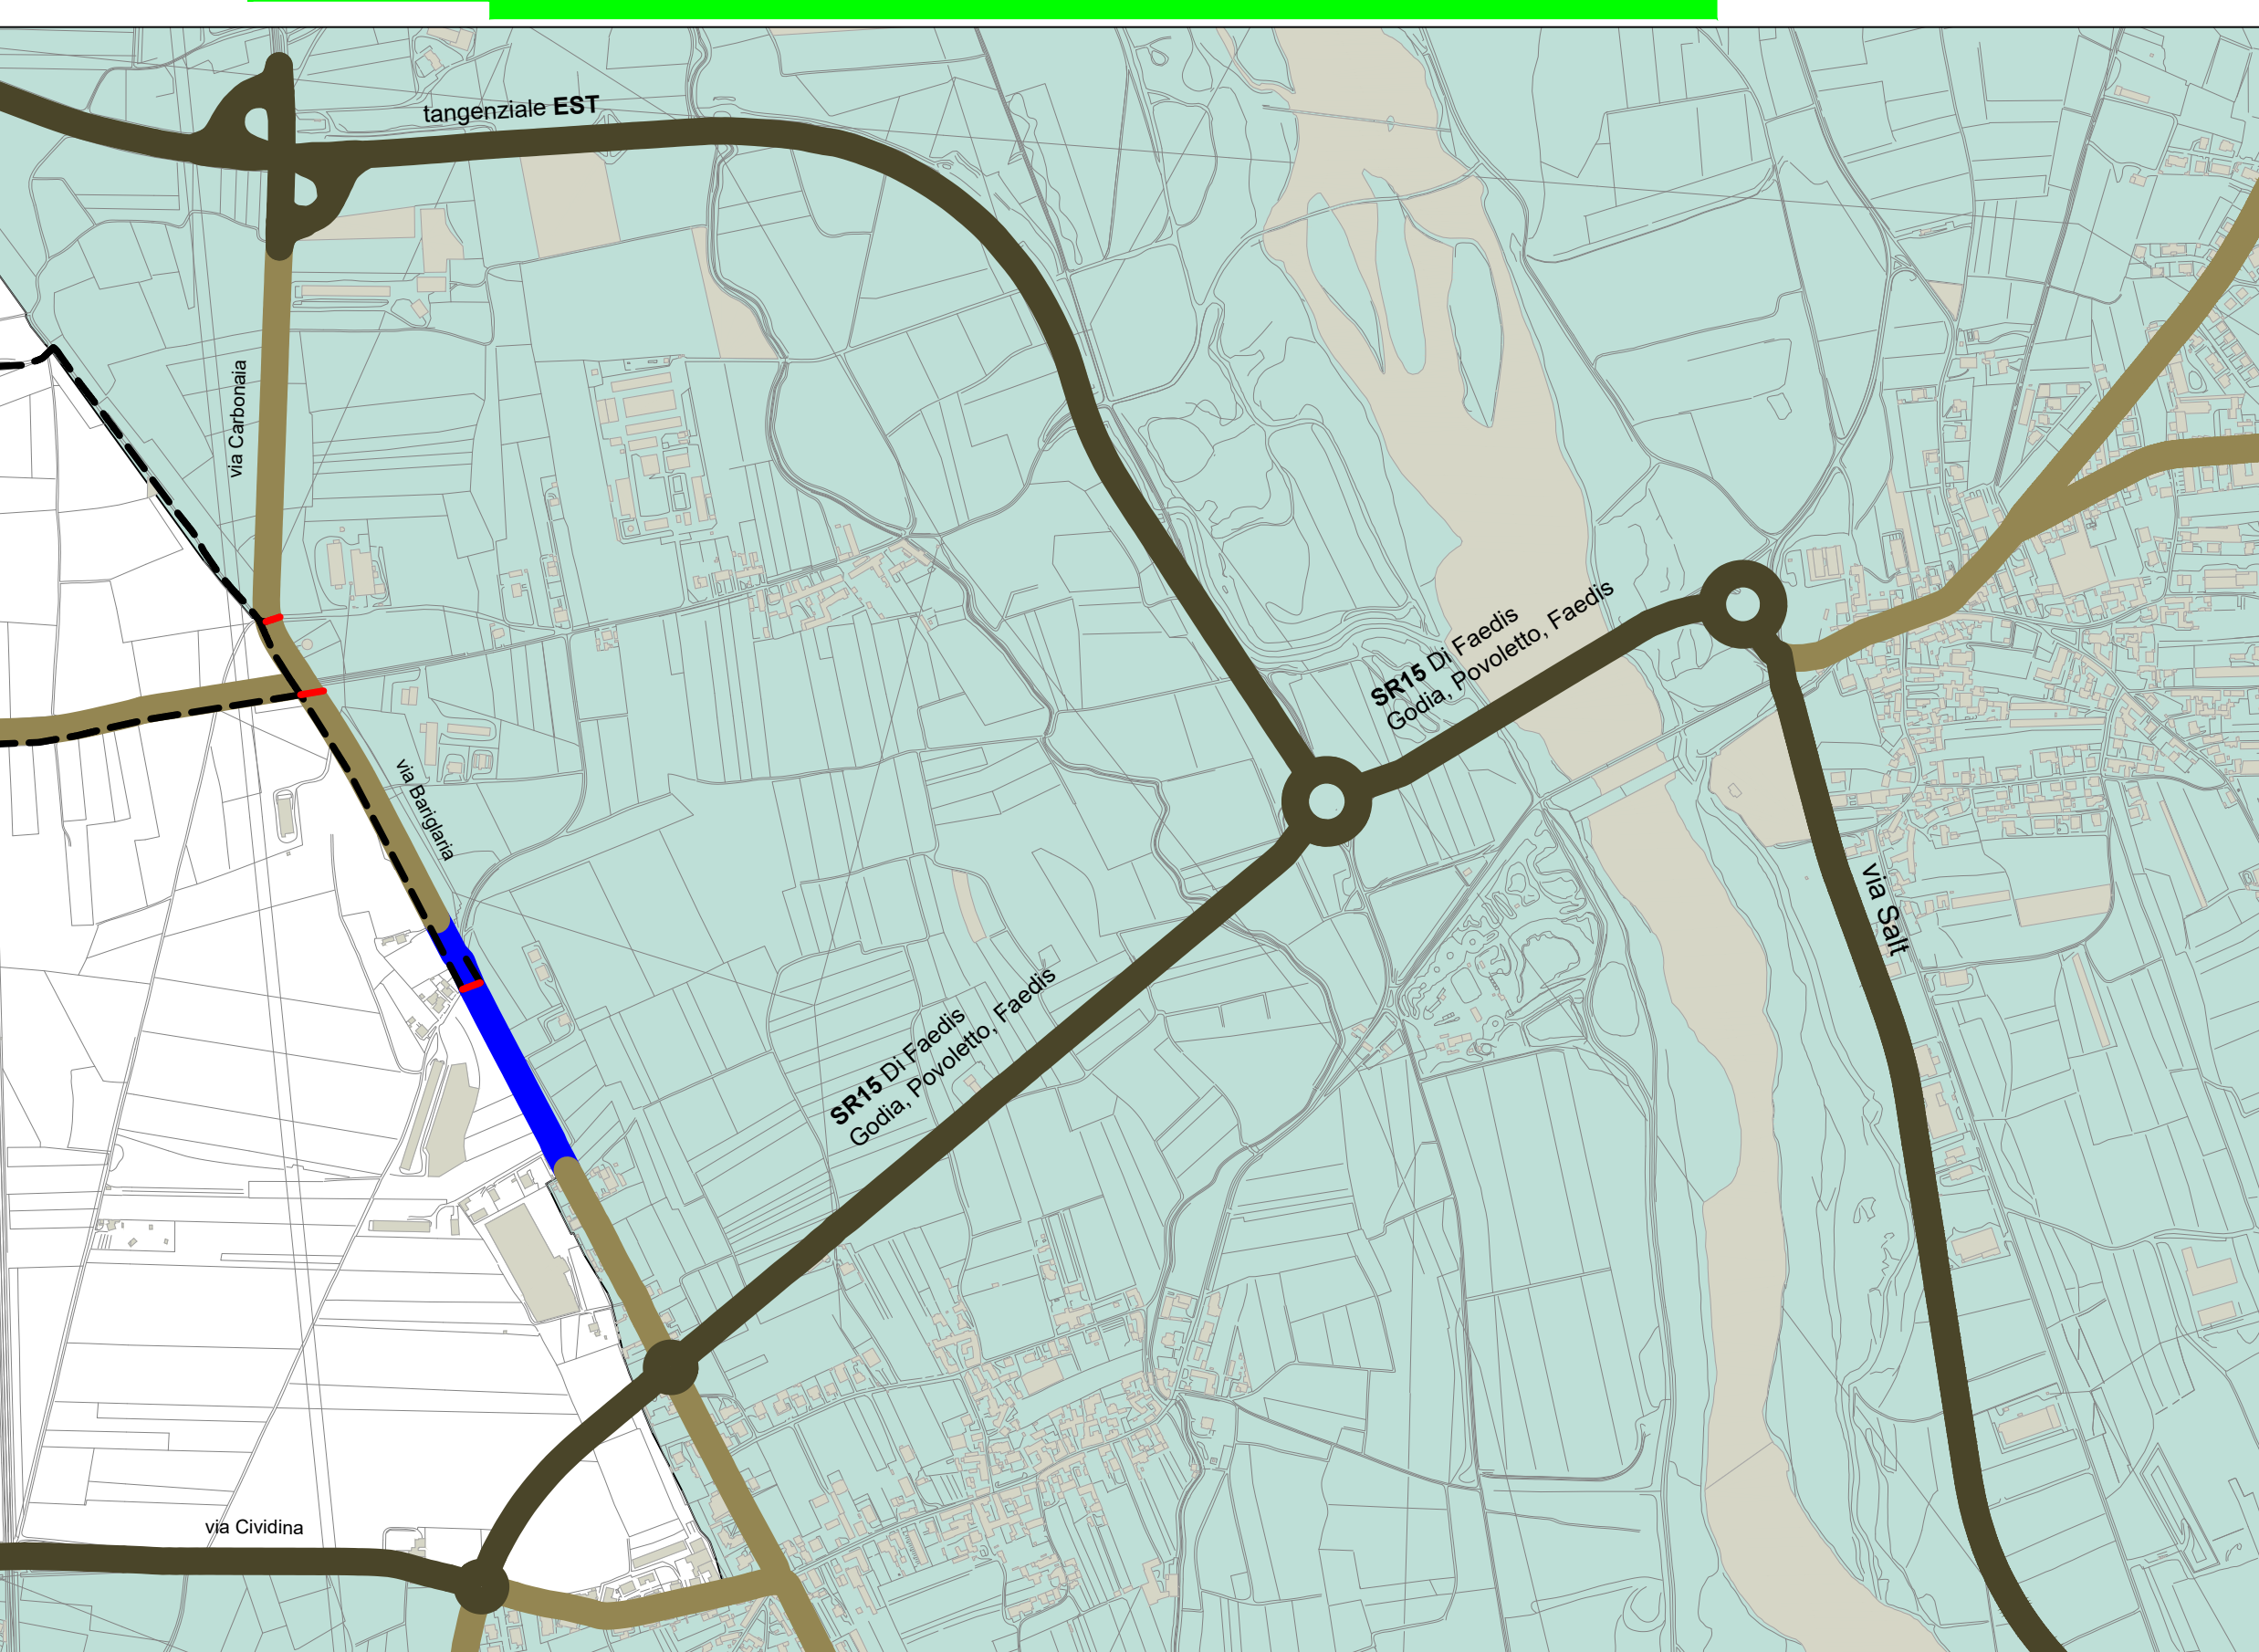 tangenziale EST
via Carbonaia
SR15 Di Faedis
Godia, Povoletto, Faedis
via Bariglaria
via Salt
SR15 Di Faedis
Godia, Povoletto, Faedis
via Cividina